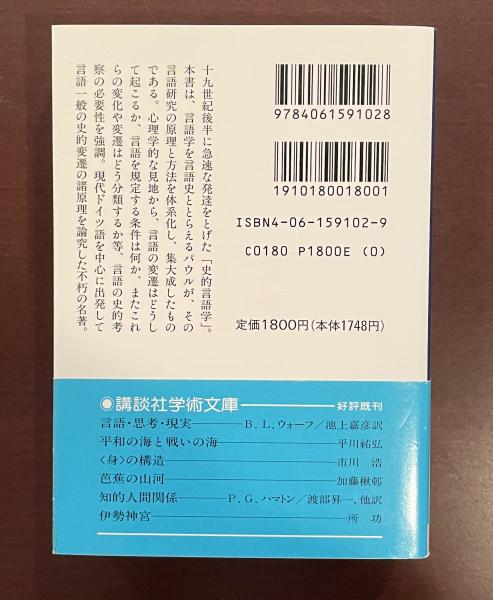 十九世紀後半に急速な発達をとげた「史的言語学」。
本書は、言語学を言語史ととらえるパウルが、その
言語研究の原理と方法を体系化し、集大成したもの
である。心理学的な見地から、言語の変遷はどうし
て起こるか、言語を規定する条件は何か、またこれ
らの変化や変遷はどう分類するか等、言語の史的考
察の必要性を強調。現代ドイツ語を中心に出発して
言語一般の史的変遷の諸原理を論究した不朽の名著。
9784061591028
1910180018001
ISBN4-06-159102-9
C0180 P1800E (0)
定価1800円(本体1748円)
◉講談社学術文庫 好評既刊
言語・思考・現実 B.L.ウォーフ/池上嘉彦訳
平和の海と戦いの海 平川祐弘
〈身〉の構造 市川 浩
芭蕉の山河 加藤楸邨
知的人間関係 P.G.ハマトン/渡部昇一、他訳
伊勢神宮 所 功